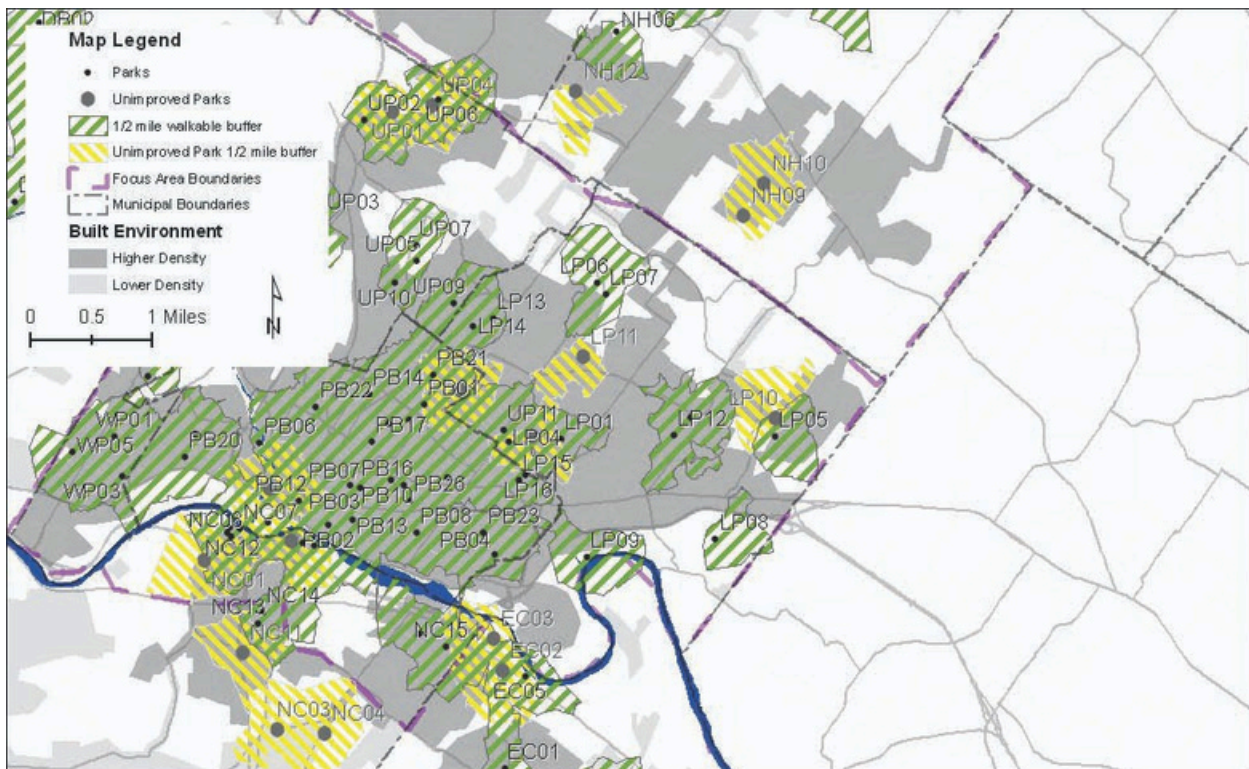 Map Legend
Parks
Unimproved Parks
1/2 mile walkable buffer
Unimproved Park 1/2 mile buffer
Focus Area Boundaries
Municipal Boundaries
Built Environment
Higher Density
Lower Density
0 0.5 1 Miles
N
NH06
UP04
NH12
UP02
UP06
UP01
NH10
NH09
UP03
UP07
UP05
LP06
LP07
UP09
UP10
LP13
LP14
LP11
PB21
PB14
PB01
PB22
LP10
UP11
LP01
LP12
LP05
WP01
PB06
PB17
LP04
WP05
PB20
PB07
PB16
LP15
WP03
PB12
PB26
LP16
PB03
PB10
NC07
PB08
PB23
LP08
NC12
PB13
PB02
PB04
LP09
NC01
NC13
NC14
NC11
NC15
EC03
EC02
EC05
NC03
NC04
EC01